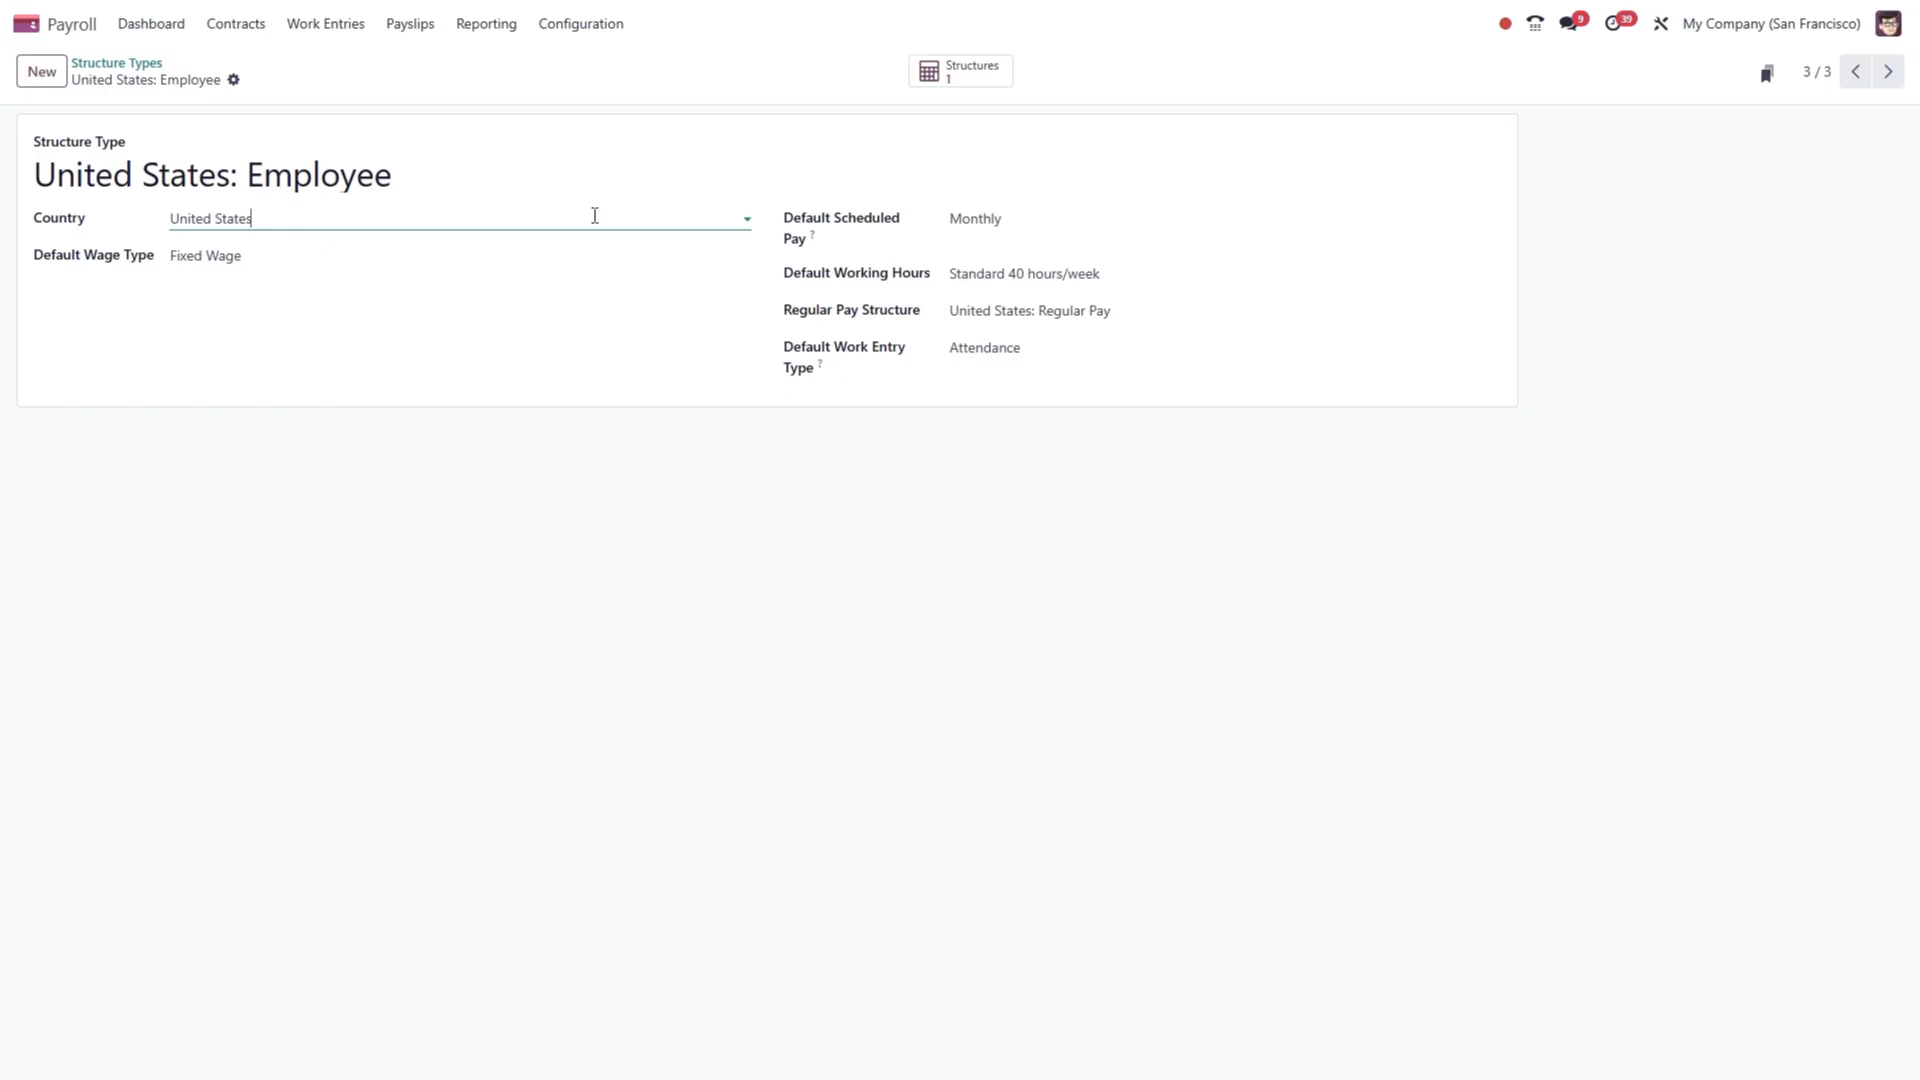 Payroll Dashboard Contracts Work Entries Payslips Reporting Configuration 9 39 My Company (San Francisco)
New
Structure Types
United States: Employee
Structures
1
3 / 3
Structure Type
United States: Employee
Country United States
Default Wage Type Fixed Wage
Default Scheduled Pay ? Monthly
Default Working Hours Standard 40 hours/week
Regular Pay Structure United States: Regular Pay
Default Work Entry Type ? Attendance